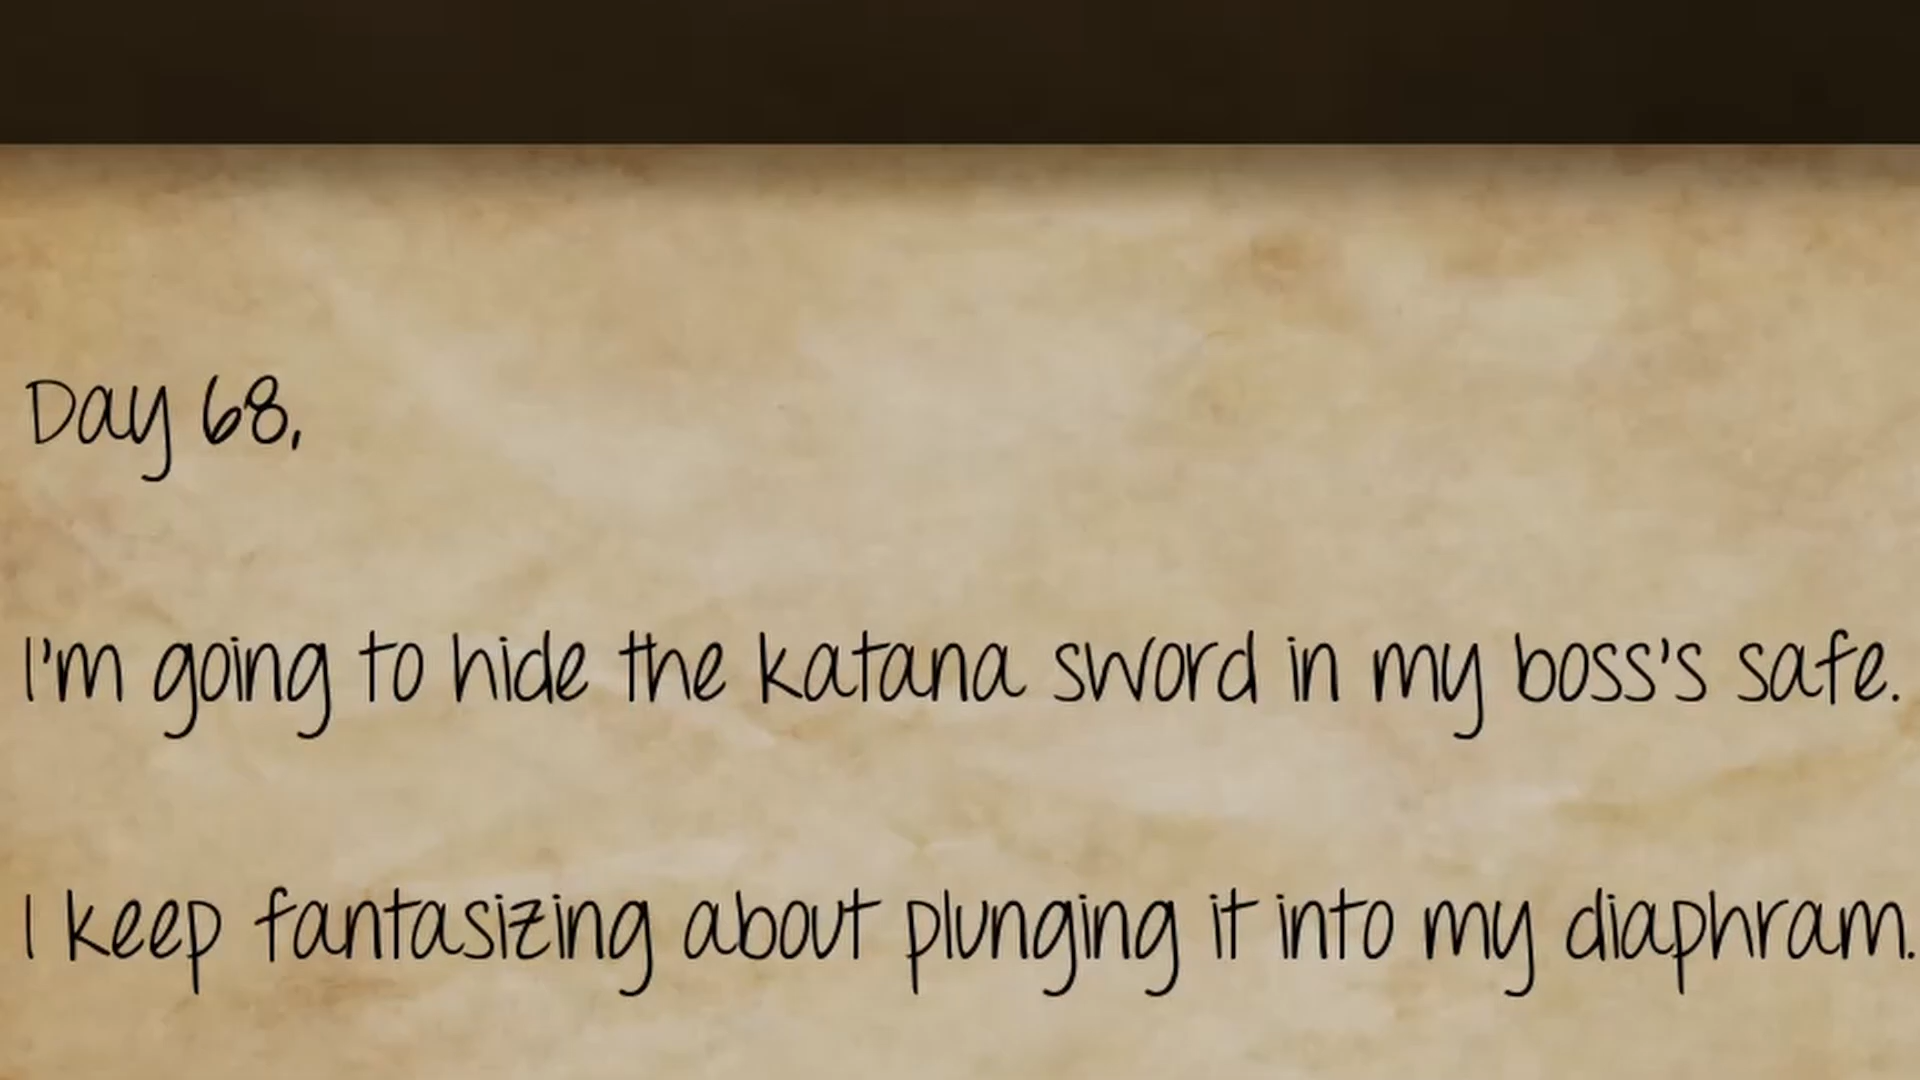 Day 68,
I'm going to hide the katana sword in my boss's safe.
I keep fantasizing about plunging it into my diaphram.